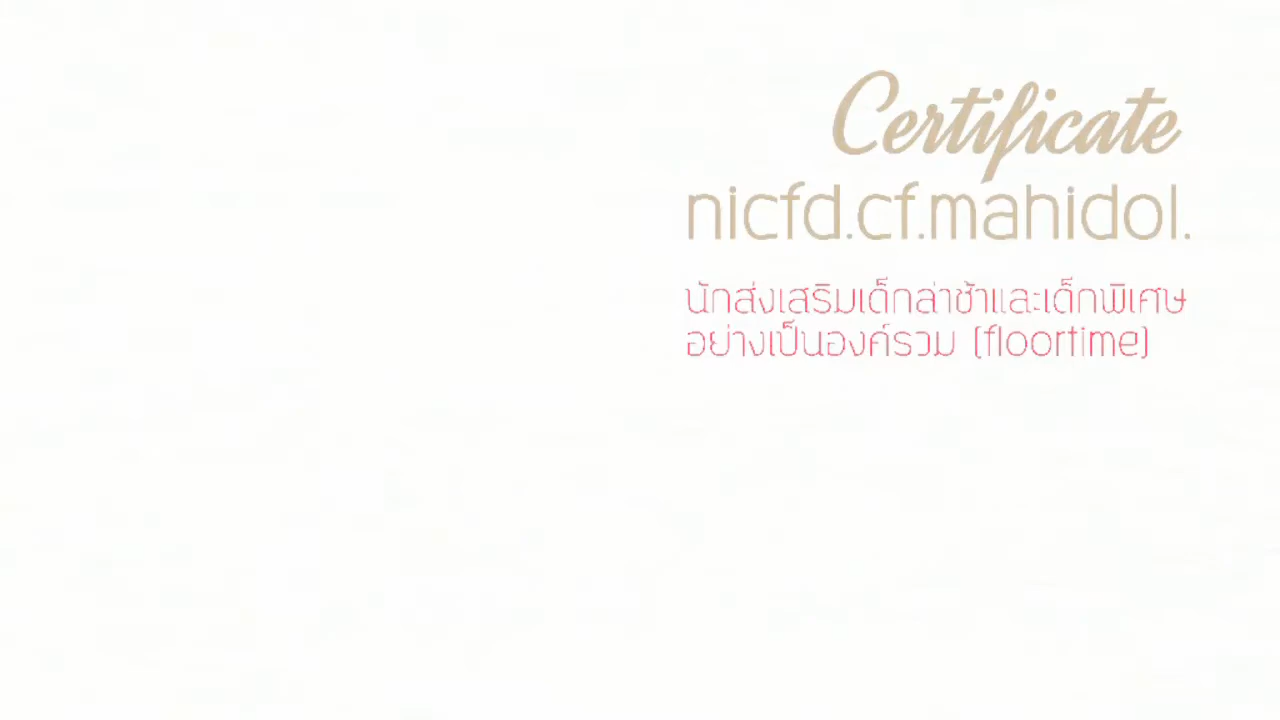 Certificate
nicfd.cf.mahidol.
นักส่งเสริมเด็กล่าช้าและเด็กพิเศษ
อย่างเป็นองค์รวม (floortime)